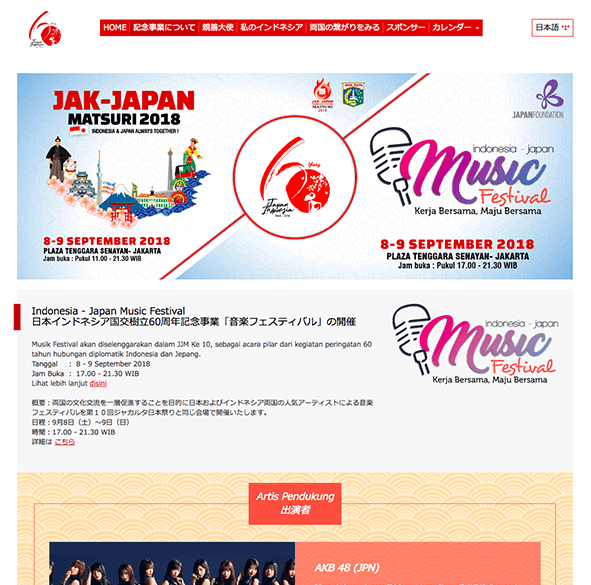 HOME 記念事業について 親善大使 私のインドネシア 両国の繋がりをみる スポンサー カレンダー
日本語
JAK-JAPAN
MATSURI 2018
INDONESIA & JAPAN ALWAYS TOGETHER !
8-9 SEPTEMBER 2018
PLAZA TENGGARA SENAYAN- JAKARTA
Jam buka : Pukul 11.00 - 21.30 WIB
60 Years
Japan
Indonesia
JAPANFOUNDATION
indonesia - japan
Music
Festival
Kerja Bersama, Maju Bersama
8-9 SEPTEMBER 2018
PLAZA TENGGARA SENAYAN- JAKARTA
Jam buka : Pukul 17.00 - 21.30 WIB
Indonesia - Japan Music Festival
日本インドネシア国交樹立60周年記念事業「音楽フェスティバル」の開催
Musik Festival akan diselenggarakan dalam JJM Ke 10, sebagai acara pilar dari kegiatan peringatan 60
tahun hubungan diplomatik Indonesia dan Jepang.
Tanggal : 8 - 9 September 2018
Jam Buka : 17.00 - 21.30 WIB
Lihat lebih lanjut disini
概要：両国の文化交流を一層促進することを目的に日本およびインドネシア両国の人気アーティストによる音楽
フェスティバルを第１０回ジャカルタ日本祭りと同じ会場で開催いたします。
日程：9月8日（土）～9日（日）
時間：17.00 - 21.30 WIB
詳細は こちら
indonesia - japan
Music
Festival
Kerja Bersama, Maju Bersama
Artis Pendukung
出演者
AKB 48 (JPN)